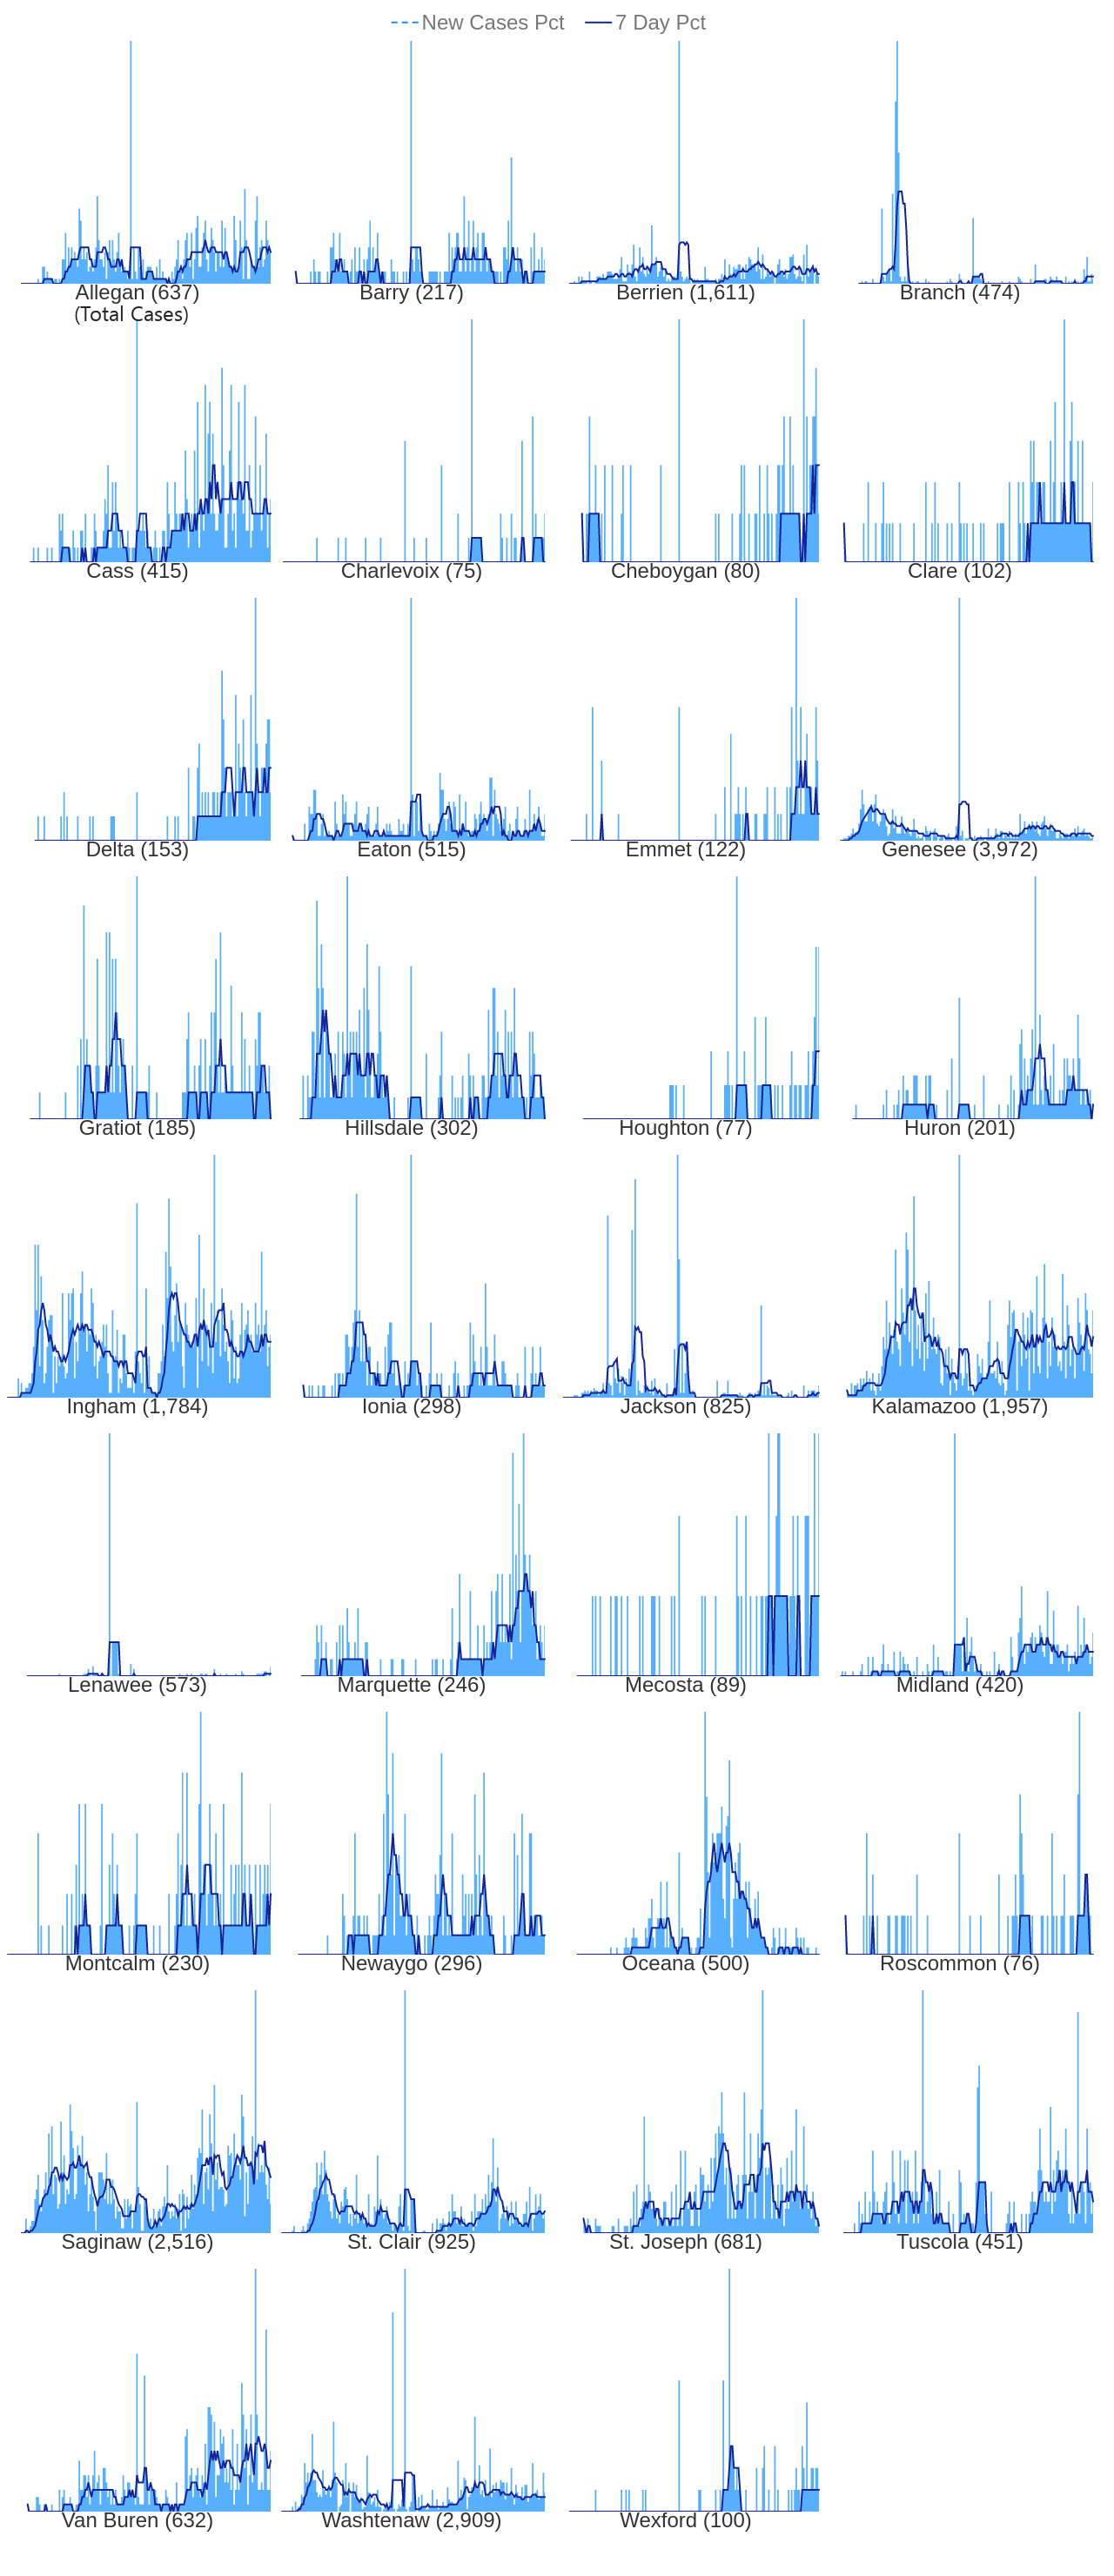 New Cases Pct 7 Day Pct
Allegan (637) Barry (217) Berrien (1,611) Branch (474)
(Total Cases)
Cass (415) Charlevoix (75) Cheboygan (80) Clare (102)
Delta (153) Eaton (515) Emmet (122) Genesee (3,972)
Gratiot (185) Hillsdale (302) Houghton (77) Huron (201)
Ingham (1,784) Ionia (298) Jackson (825) Kalamazoo (1,957)
Lenawee (573) Marquette (246) Mecosta (89) Midland (420)
Montcalm (230) Newaygo (296) Oceana (500) Roscommon (76)
Saginaw (2,516) St. Clair (925) St. Joseph (681) Tuscola (451)
Van Buren (632) Washtenaw (2,909) Wexford (100)